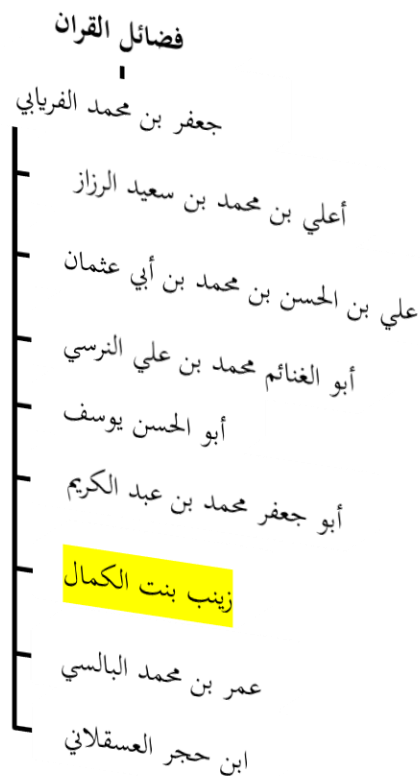 فضائل القران
جعفر بن محمد الفريابي
أعلي بن محمد بن سعيد الرزاز
علي بن الحسن بن محمد بن أبي عثمان
أبو الغنائم محمد بن علي النرسي
أبو الحسن يوسف
أبو جعفر محمد بن عبد الكريم
زينب بنت الكمال
عمر بن محمد البالسي
ابن حجر العسقلاني